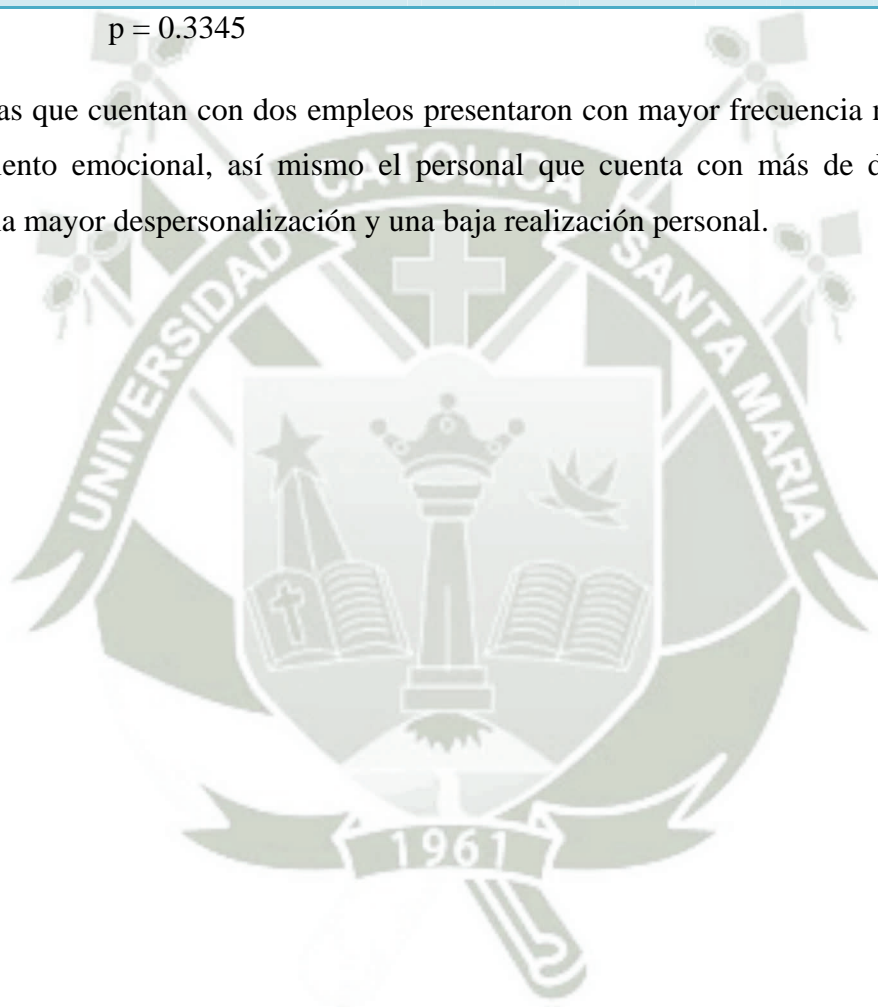 p = 0.3345
as que cuentan con dos empleos presentaron con mayor frecuencia
iento emocional, así mismo el personal que cuenta con más de d
a mayor despersonalización y una baja realización personal.
UNIVERSIDAD CATOLICA SANTA MARIA
1961